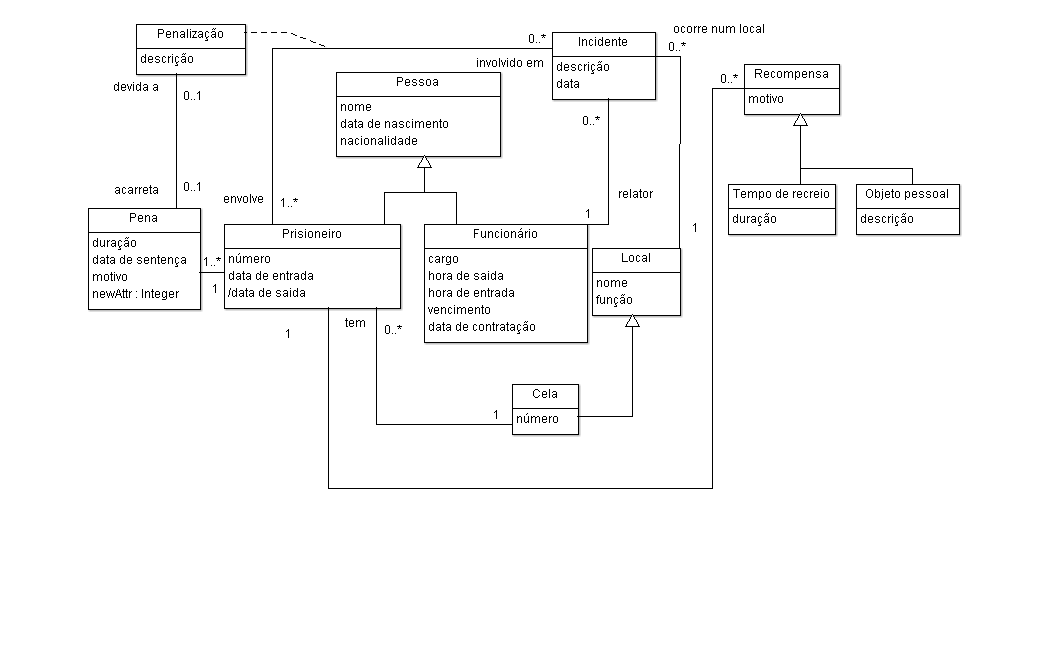 Penalização
descrição
devida a
0..1
0..1
acarreta
Pena
duração
data de sentença
motivo
newAttr : Integer
1..*
1
envolve
1..*
Prisioneiro
número
data de entrada
/data de saida
1
tem
0..*
Pessoa
nome
data de nascimento
nacionalidade
0..*
involvido em
Incidente
descrição
data
0..*
relator
1
Funcionário
cargo
hora de saida
hora de entrada
vencimento
data de contratação
ocorre num local
0..*
1
Local
nome
função
Cela
número
1
0..*
Recompensa
motivo
Tempo de recreio
duração
Objeto pessoal
descrição